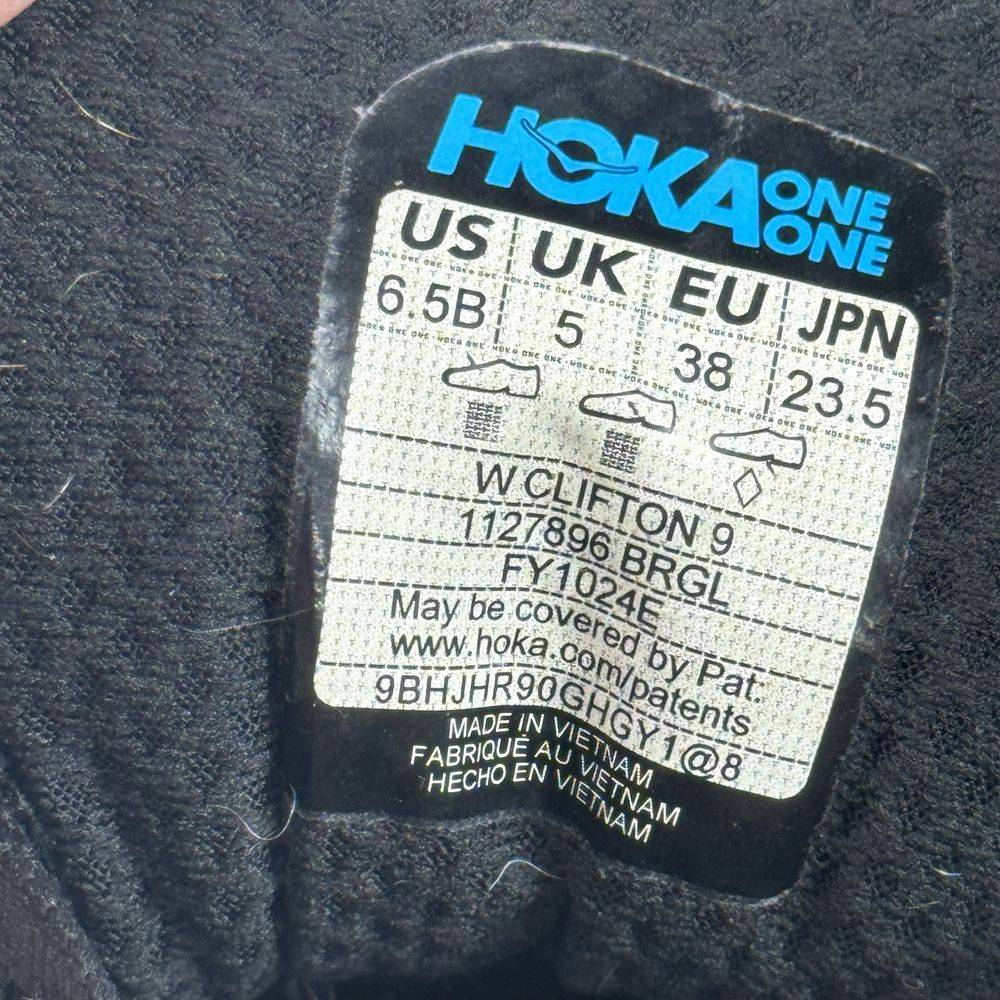 HOKA ONE ONE
US UK EU JPN
6.5B 5 38 23.5
W CLIFTON 9
1127896 BRGL
FY1024E
May be covered by Pat:
www.hoka.com/patents
9BHJHR90GHGY1@8
MADE IN VIETNAM
FABRIQUÉ AU VIETNAM
HECHO EN VIETNAM